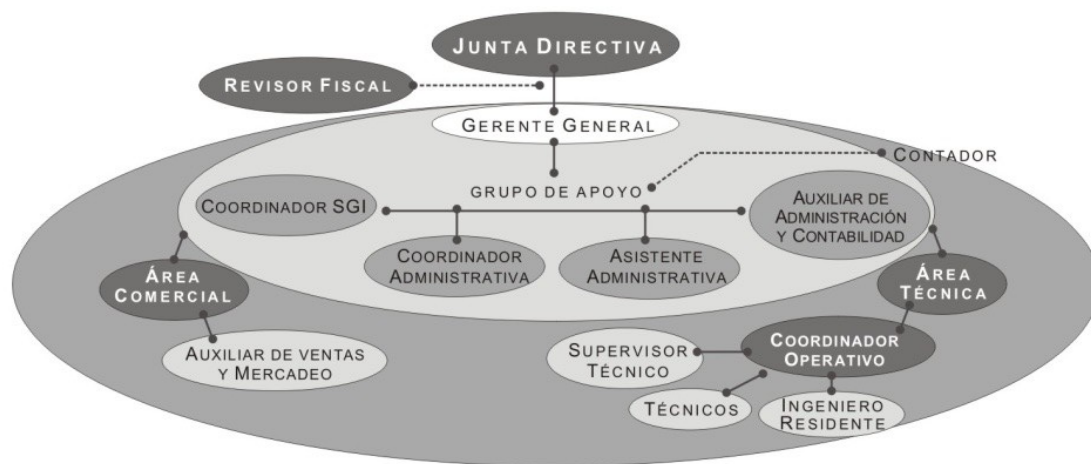 JUNTA DIRECTIVA
REVISOR FISCAL
GERENTE GENERAL
CONTADOR
GRUPO DE APOYO
COORDINADOR SGI
AUXILIAR DE
ADMINISTRACIÓN
Y CONTABILIDAD
COORDINADOR
ADMINISTRATIVA
ASISTENTE
ADMINISTRATIVA
ÁREA
COMERCIAL
ÁREA
TÉCNICA
AUXILIAR DE VENTAS
Y MERCADEO
COORDINADOR
OPERATIVO
SUPERVISOR
TÉCNICO
TÉCNICOS
INGENIERO
RESIDENTE